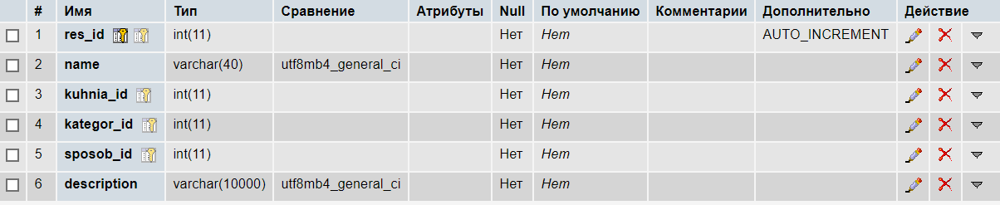 # Имя Тип Сравнение Атрибуты Null По умолчанию Комментарии Дополнительно Действие
1 res_id int(11) Нет Нет AUTO_INCREMENT
2 name varchar(40) utf8mb4_general_ci Нет Нет
3 kuhnia_id int(11) Нет Нет
4 kategor_id int(11) Нет Нет
5 sposob_id int(11) Нет Нет
6 description varchar(10000) utf8mb4_general_ci Нет Нет